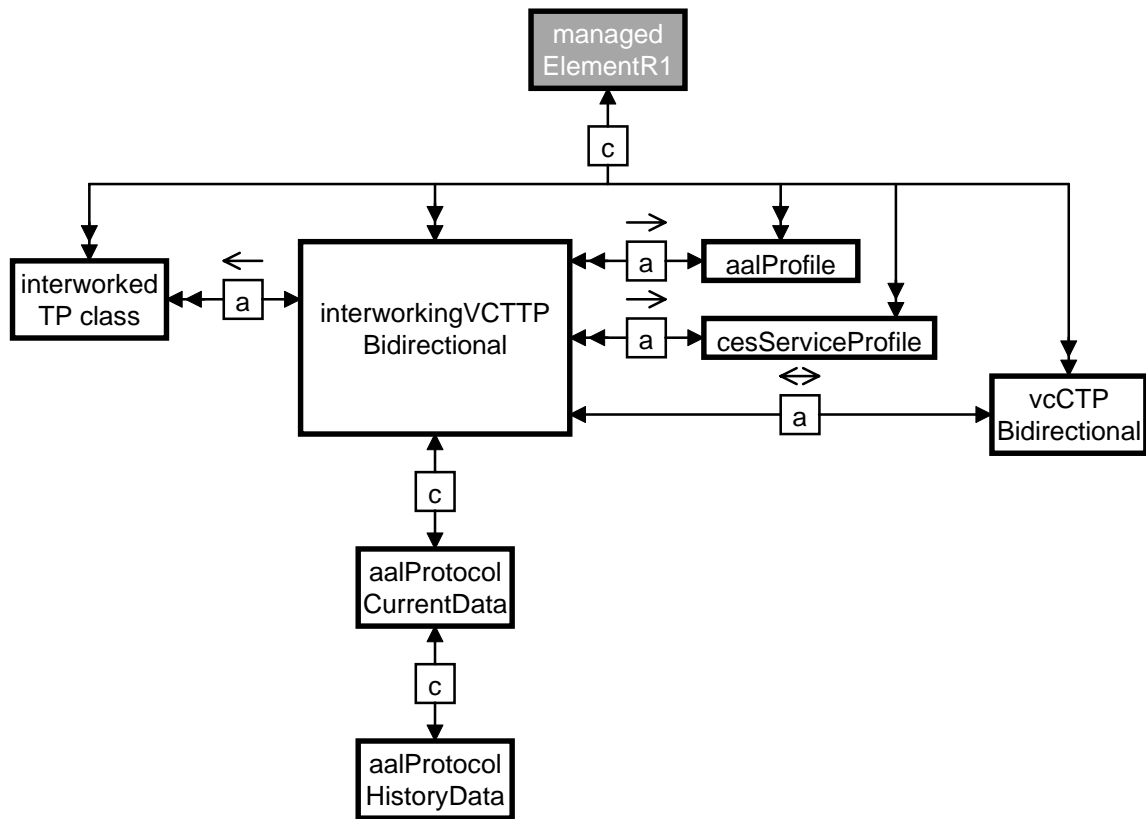 managed
ElementR1
c
interworked
TP class
a
interworkingVCTTP
Bidirectional
a
aalProfile
a
cesServiceProfile
a
vcCTP
Bidirectional
c
aalProtocol
CurrentData
c
aalProtocol
HistoryData